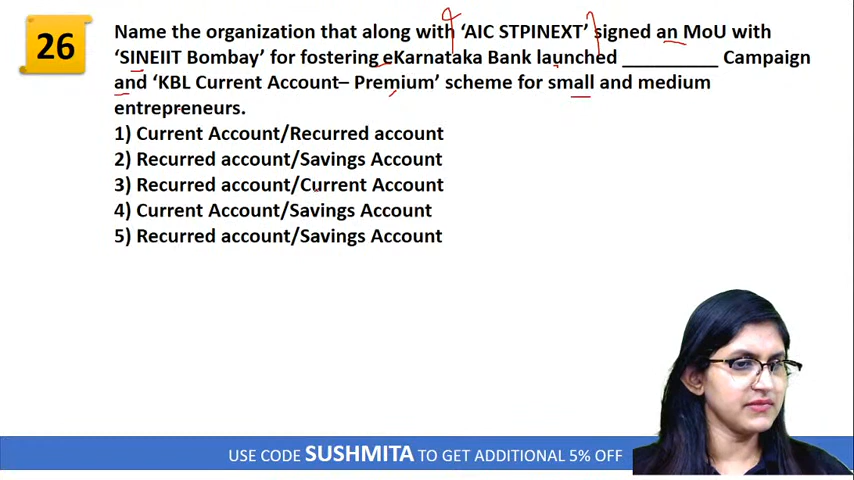 26
Name the organization that along with ‘AIC STPINEXT’ signed an MoU with
‘SINEIIT Bombay’ for fostering eKarnataka Bank launched _________ Campaign
and ‘KBL Current Account– Premium’ scheme for small and medium
entrepreneurs.
1) Current Account/Recurred account
2) Recurred account/Savings Account
3) Recurred account/Current Account
4) Current Account/Savings Account
5) Recurred account/Savings Account
USE CODE SUSHMITA TO GET ADDITIONAL 5% OFF